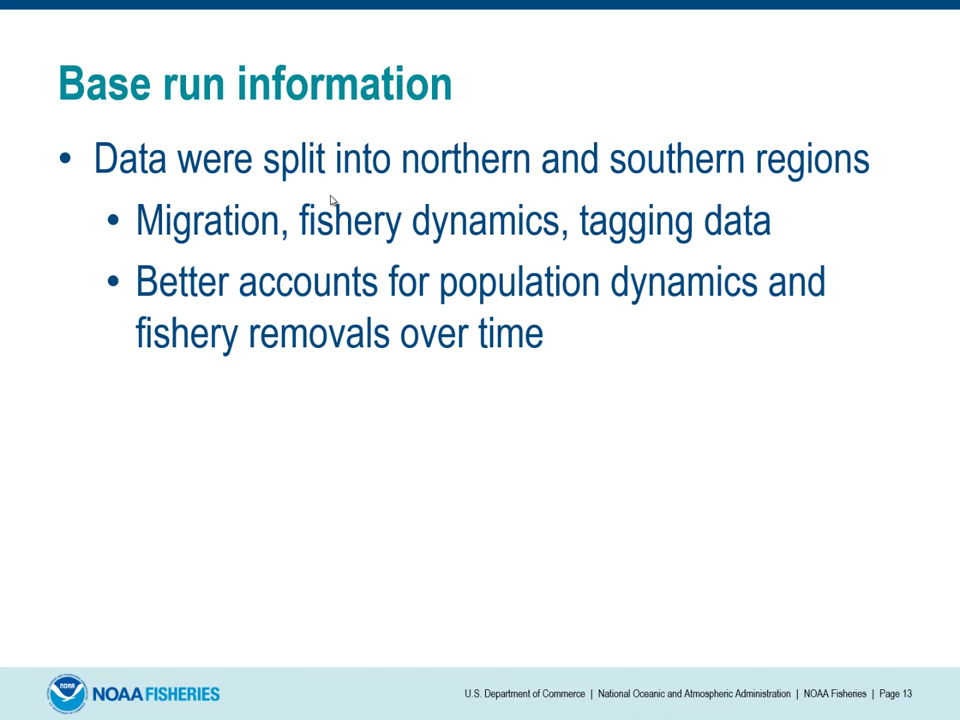 Base run information
• Data were split into northern and southern regions
• Migration, fishery dynamics, tagging data
• Better accounts for population dynamics and
fishery removals over time
NOAA
NOAA FISHERIES
U.S. Department of Commerce | National Oceanic and Atmospheric Administration | NOAA Fisheries | Page 13